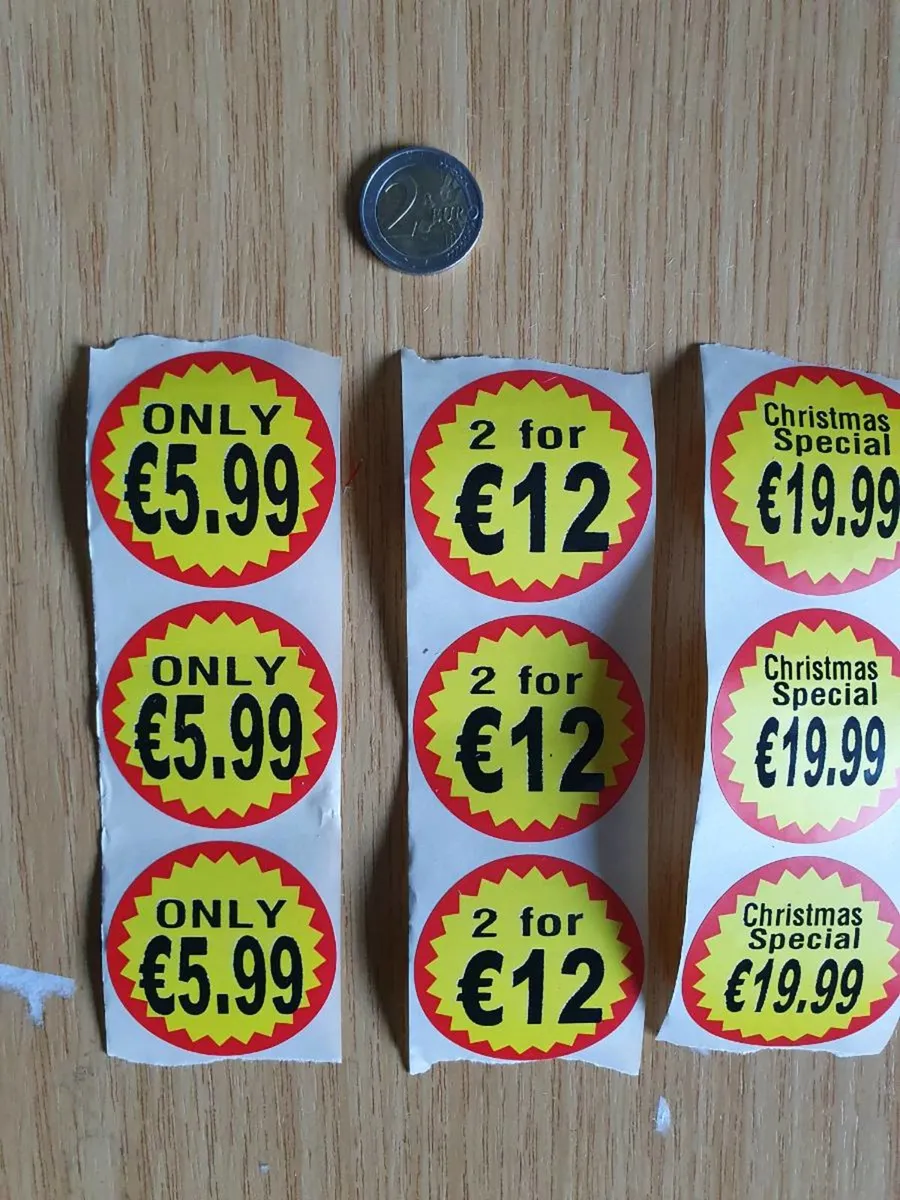 2 EURO
ONLY
€5.99
ONLY
€5.99
ONLY
€5.99
2 for
€12
2 for
€12
2 for
€12
Christmas
Special
€19.99
Christmas
Special
€19.99
Christmas
Special
€19.99